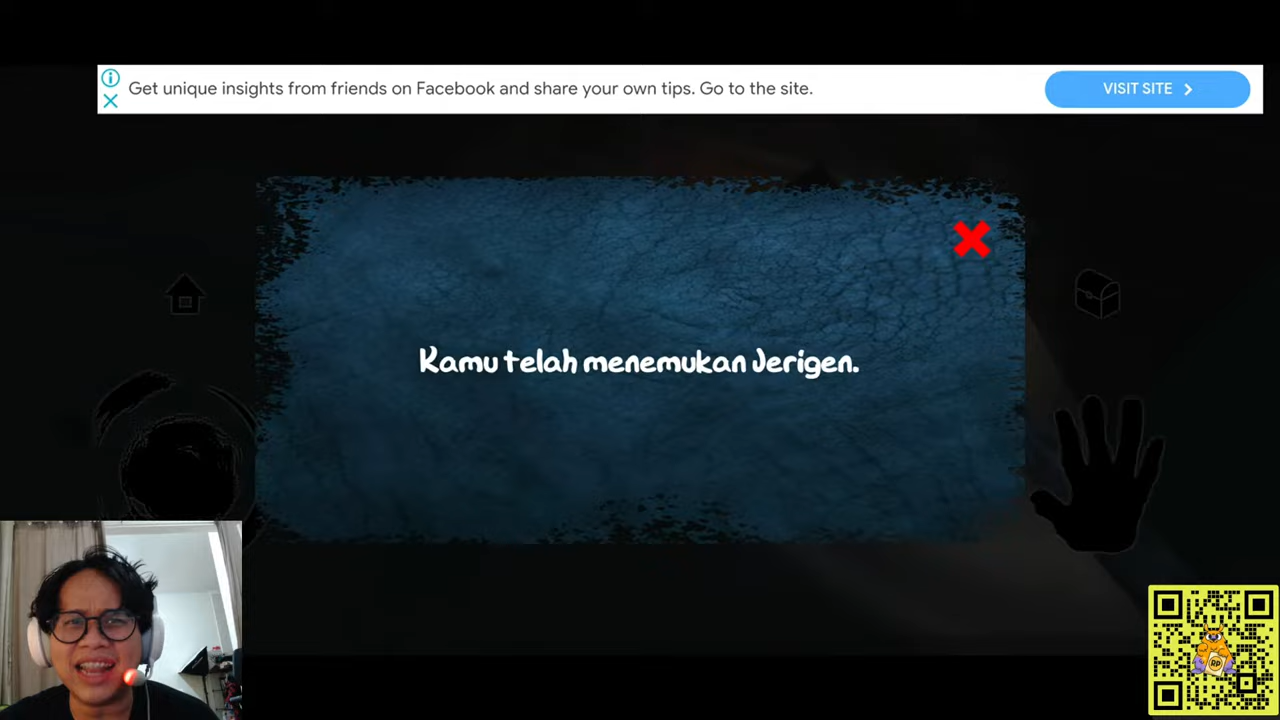 Get unique insights from friends on Facebook and share your own tips. Go to the site.
VISIT SITE
Kamu telah menemukan Jerigen.
RP